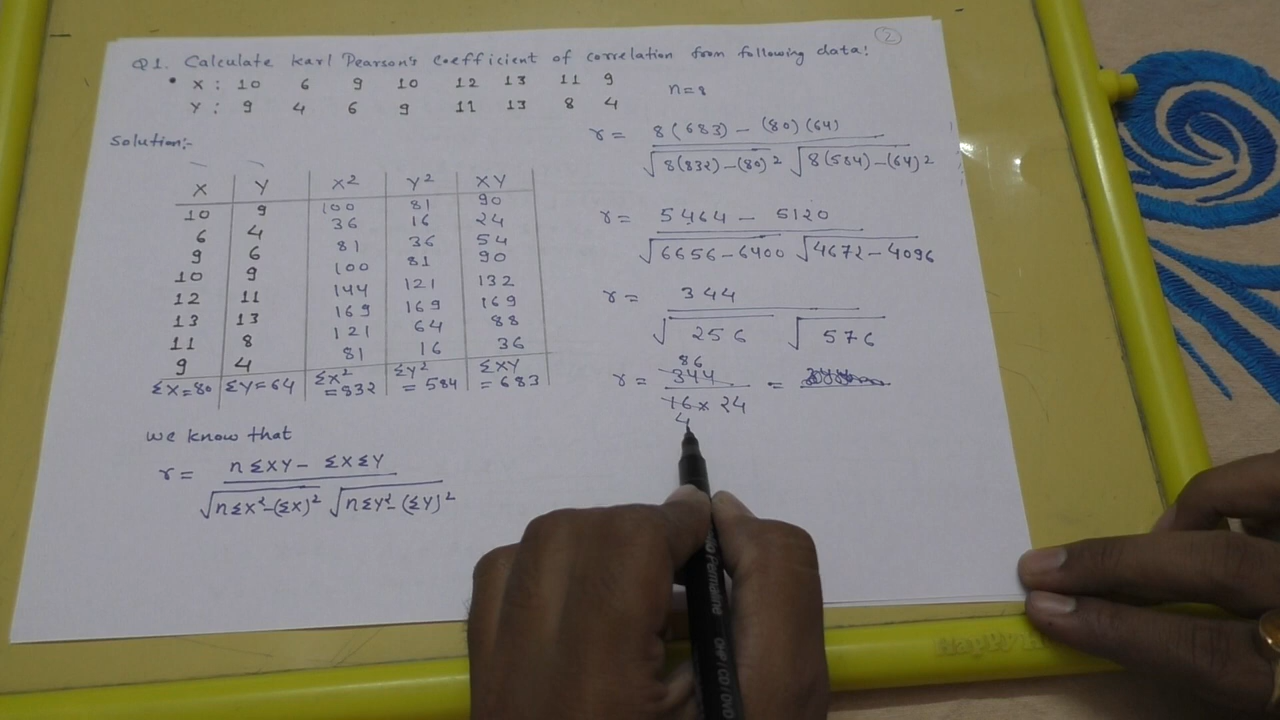 2
Q1. Calculate Karl Pearson's Coefficient of correlation from following data:
X : 10 6 9 10 12 13 11 9
Y : 9 4 6 9 11 13 8 4
n=8
Solution:-
X Y X² Y² XY
10 9 100 81 90
6 4 36 16 24
9 6 81 36 54
10 9 100 81 90
12 11 144 121 132
13 13 169 169 169
11 8 121 64 88
9 4 81 16 36
ΣX=80 ΣY=64 ΣX²=832 ΣY²=584 ΣXY=683
we know that
r = nΣXY - ΣXΣY
√nΣX²-(ΣX)² √nΣY²-(ΣY)²
r = 8(683) - (80)(64)
√8(832)-(80)² √8(584)-(64)²
r = 5464 - 5120
√6656-6400 √4672-4096
r = 344
√256 √576
86
r = 344 =
16 x 24
4
Permaline OHP/CD/DVD